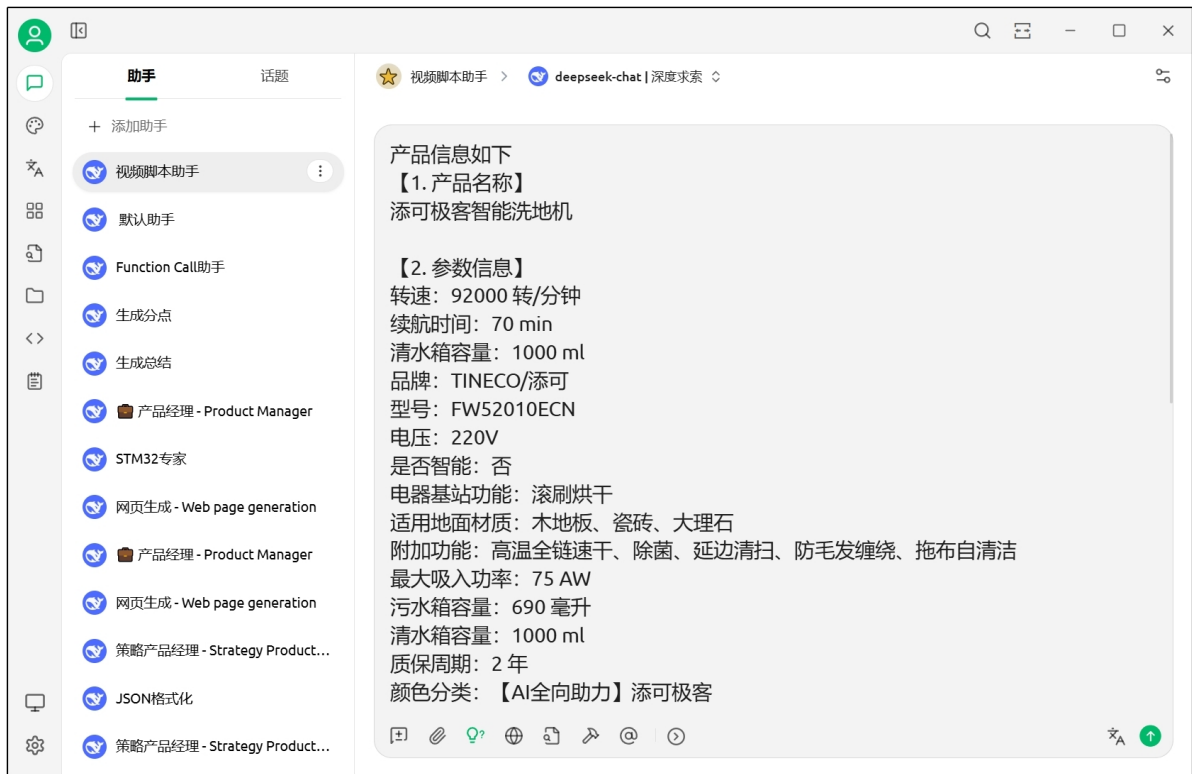 助手
话题
添加助手
视频脚本助手
默认助手
Function Call助手
生成分点
生成总结
产品经理 - Product Manager
STM32专家
网页生成 - Web page generation
产品经理 - Product Manager
网页生成 - Web page generation
策略产品经理 - Strategy Product...
JSON格式化
策略产品经理 - Strategy Product...
视频脚本助手 > deepseek-chat | 深度求索
产品信息如下
【1. 产品名称】
添可极客智能洗地机
【2. 参数信息】
转速：92000 转/分钟
续航时间：70 min
清水箱容量：1000 ml
品牌：TINECO/添可
型号：FW52010ECN
电压：220V
是否智能：否
电器基站功能：滚刷烘干
适用地面材质：木地板、瓷砖、大理石
附加功能：高温全链速干、除菌、延边清扫、防毛发缠绕、拖布自清洁
最大吸入功率：75 AW
污水箱容量：690 毫升
清水箱容量：1000 ml
质保周期：2 年
颜色分类：【AI全向助力】添可极客